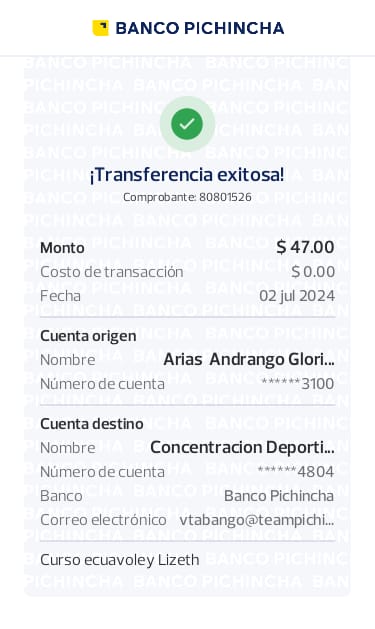 BANCO PICHINCHA
¡Transferencia exitosa!
Comprobante: 80801526
Monto $ 47.00
Costo de transacción $ 0.00
Fecha 02 jul 2024
Cuenta origen
Nombre Arias Andrango Glori...
Número de cuenta ******3100
Cuenta destino
Nombre Concentracion Deporti...
Número de cuenta ******4804
Banco Banco Pichincha
Correo electrónico vtabango@teampichi...
Curso ecuavoley Lizeth